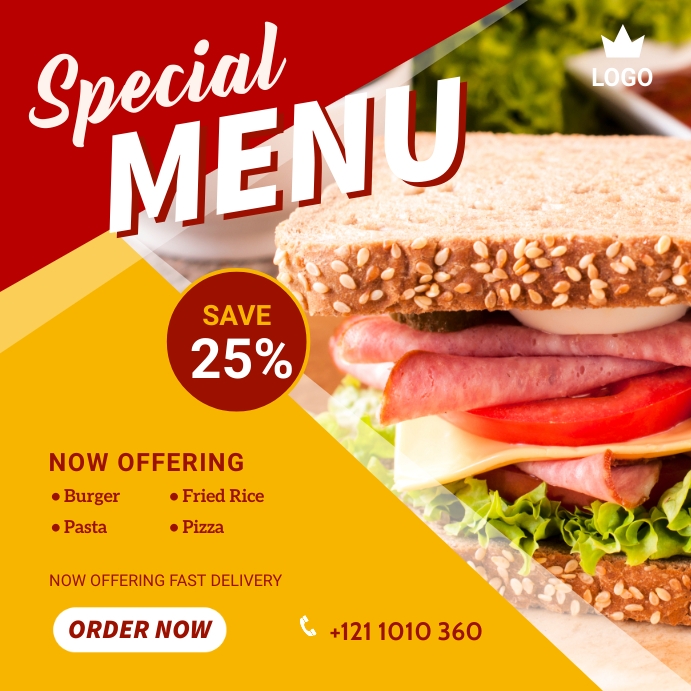 Special
MENU
LOGO
SAVE
25%
NOW OFFERING
• Burger • Fried Rice
• Pasta • Pizza
NOW OFFERING FAST DELIVERY
ORDER NOW
+121 1010 360